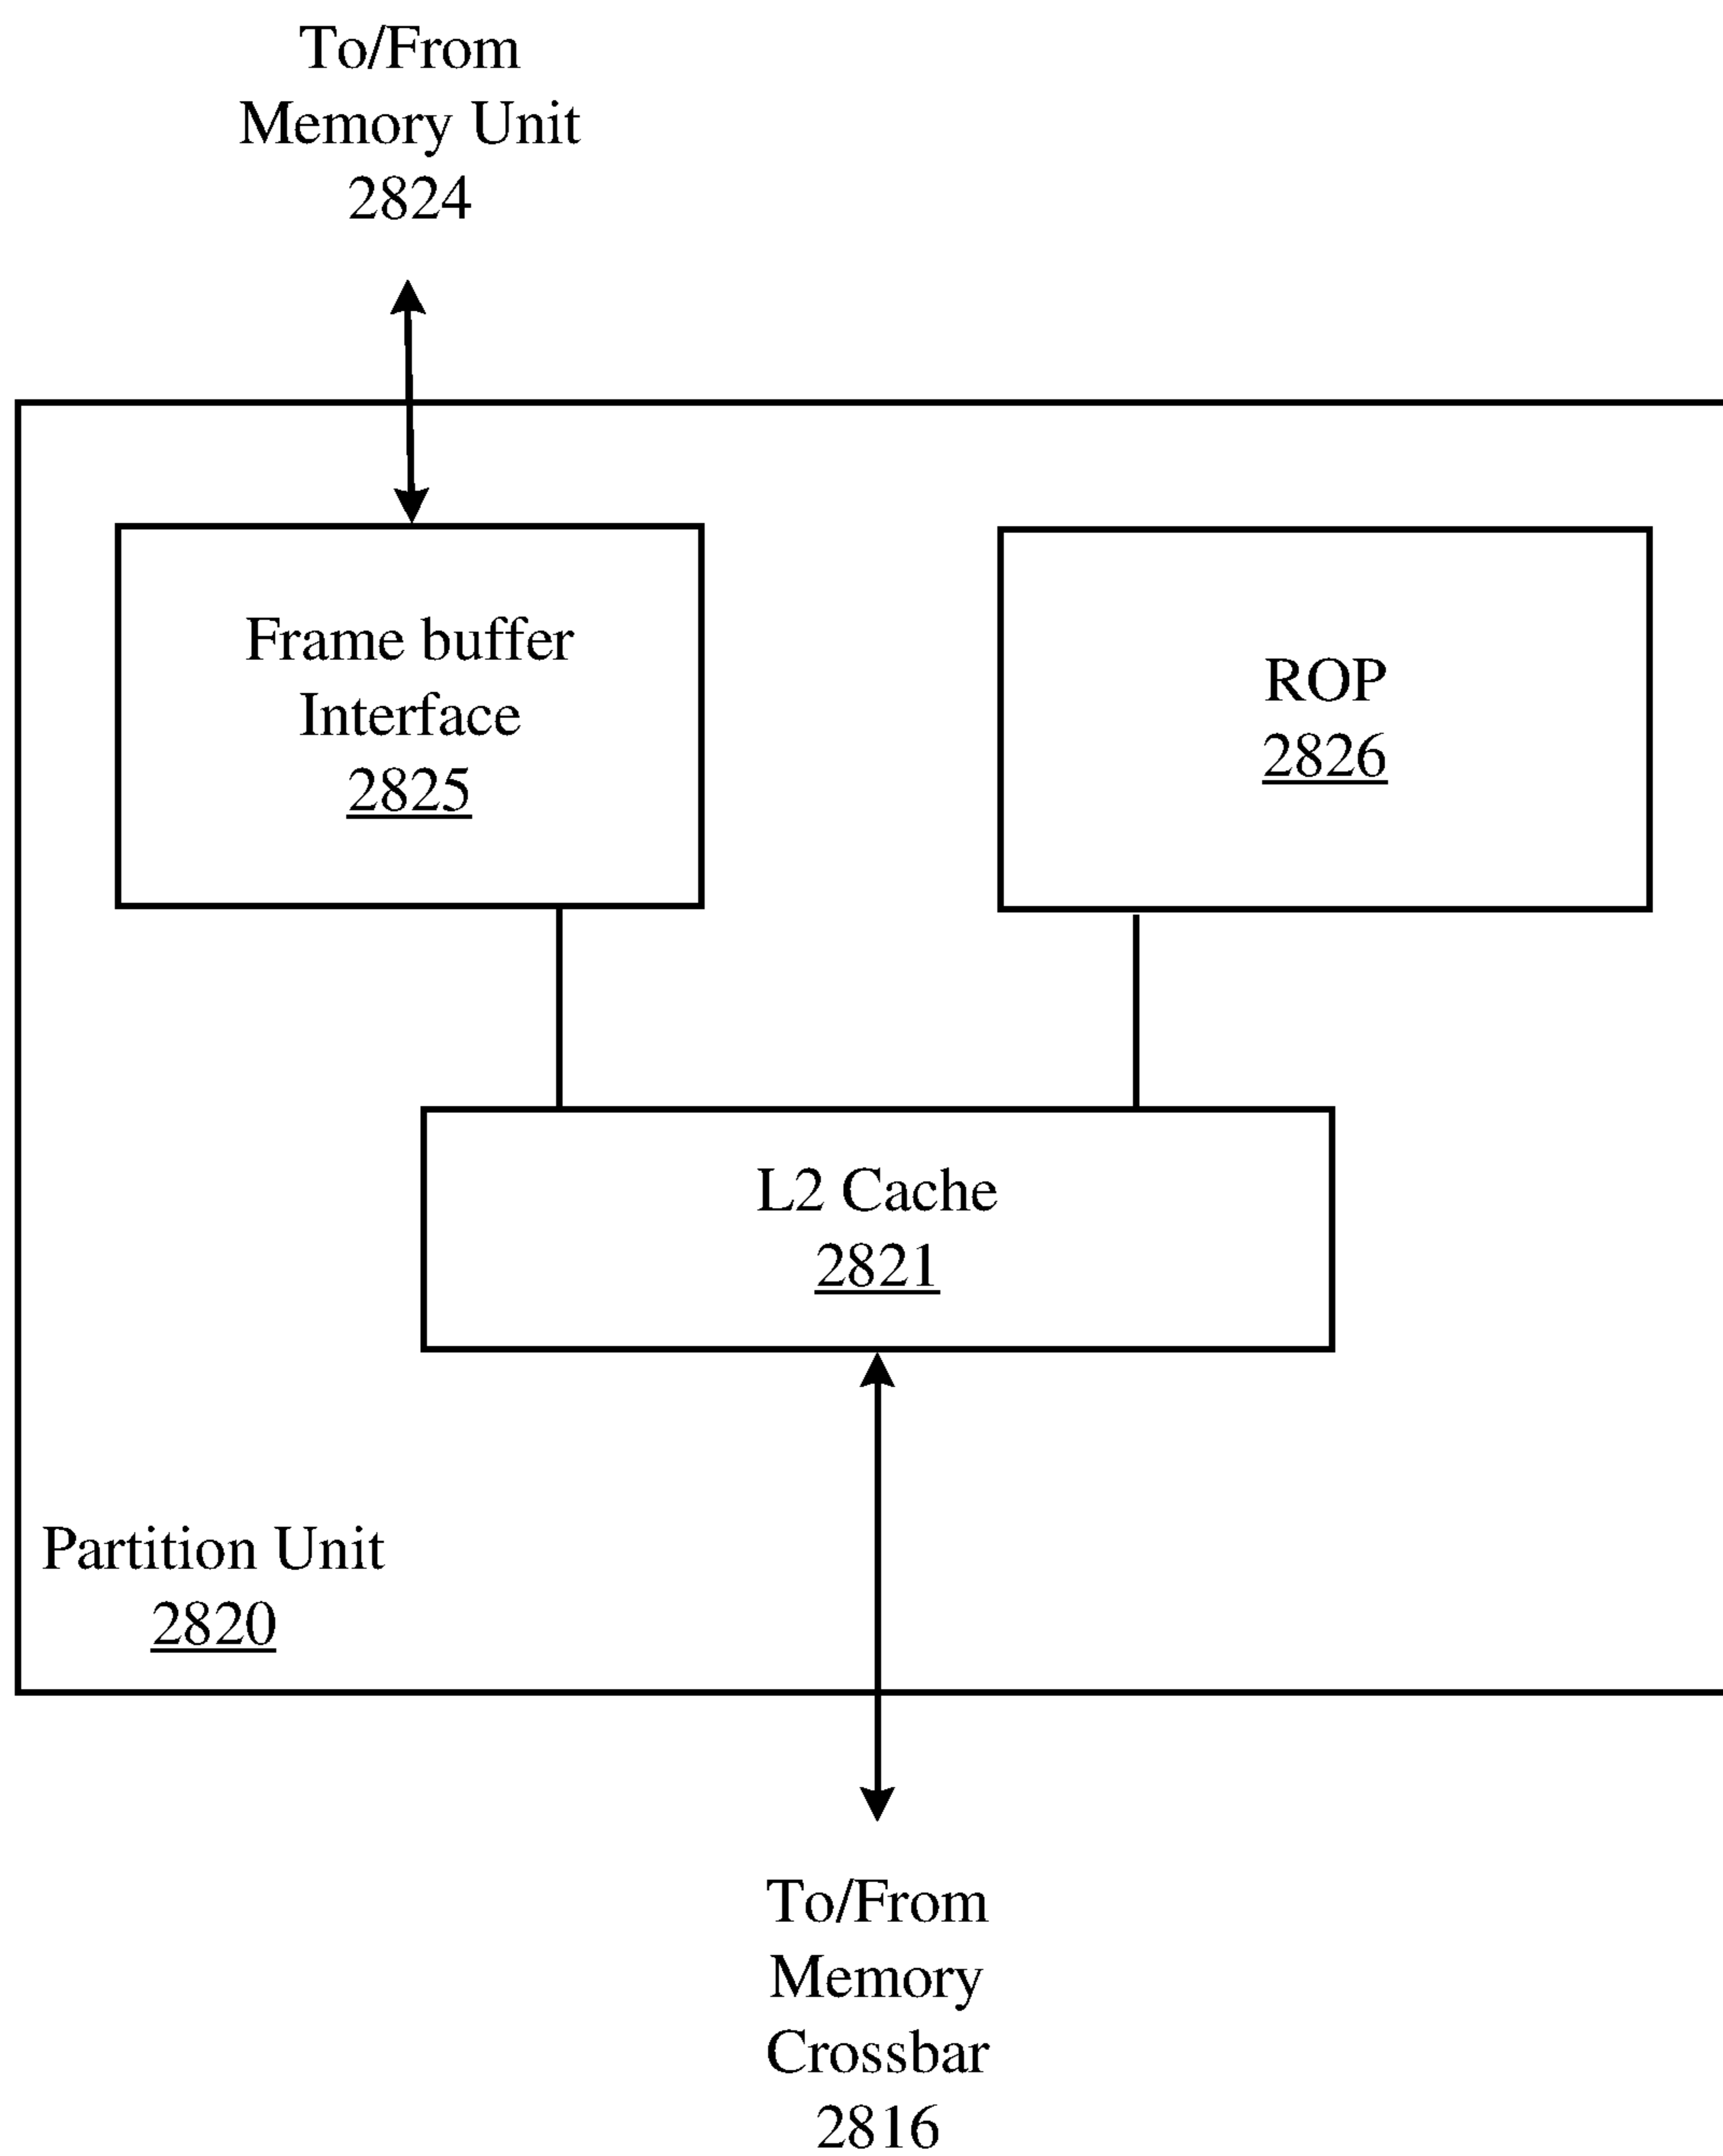 To/From
Memory Unit
2824
Frame buffer
Interface
2825
ROP
2826
L2 Cache
2821
Partition Unit
2820
To/From
Memory
Crossbar
2816